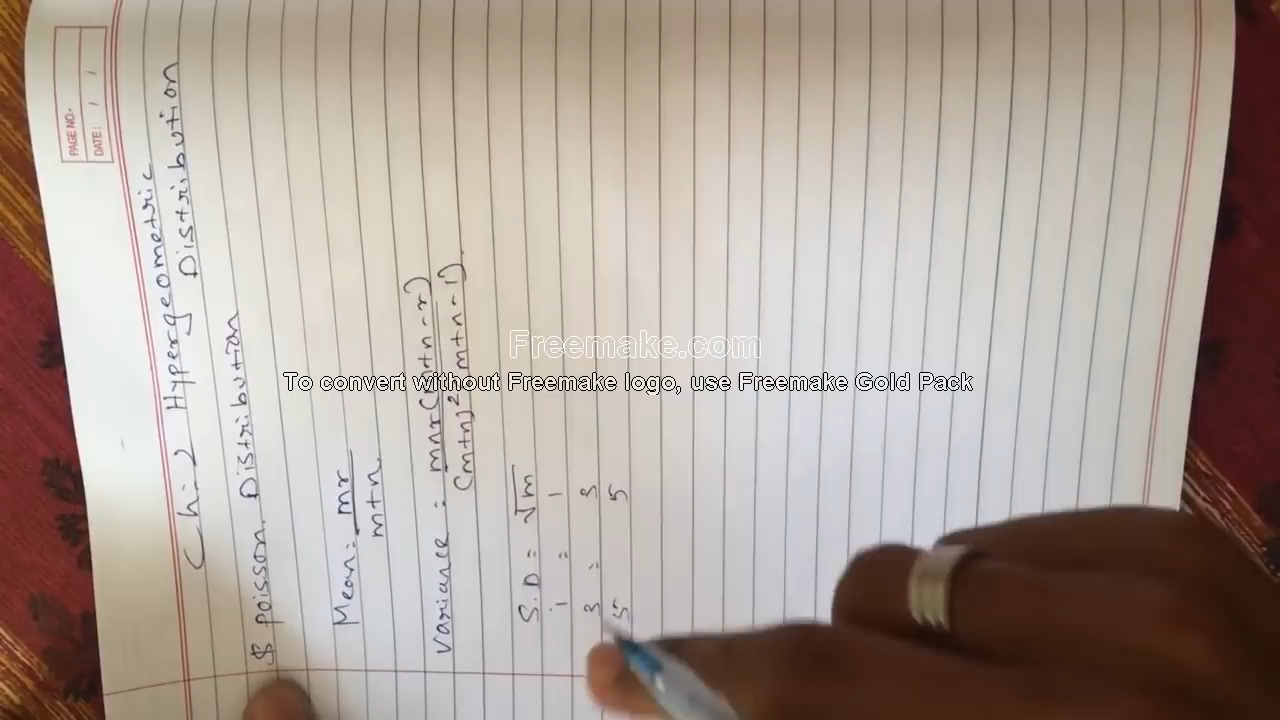 PAGE NO.:
DATE: / /
Ch:-2 Hypergeometric
Distribution
$ poisson. Distribution
Mean = mr
m+n
Variance = mnr(m+n-r)
(m+n)² (m+n-1).
S.D = √m
1 = 1
3 = 3
5 5
Freemake.com
To convert without Freemake logo, use Freemake Gold Pack